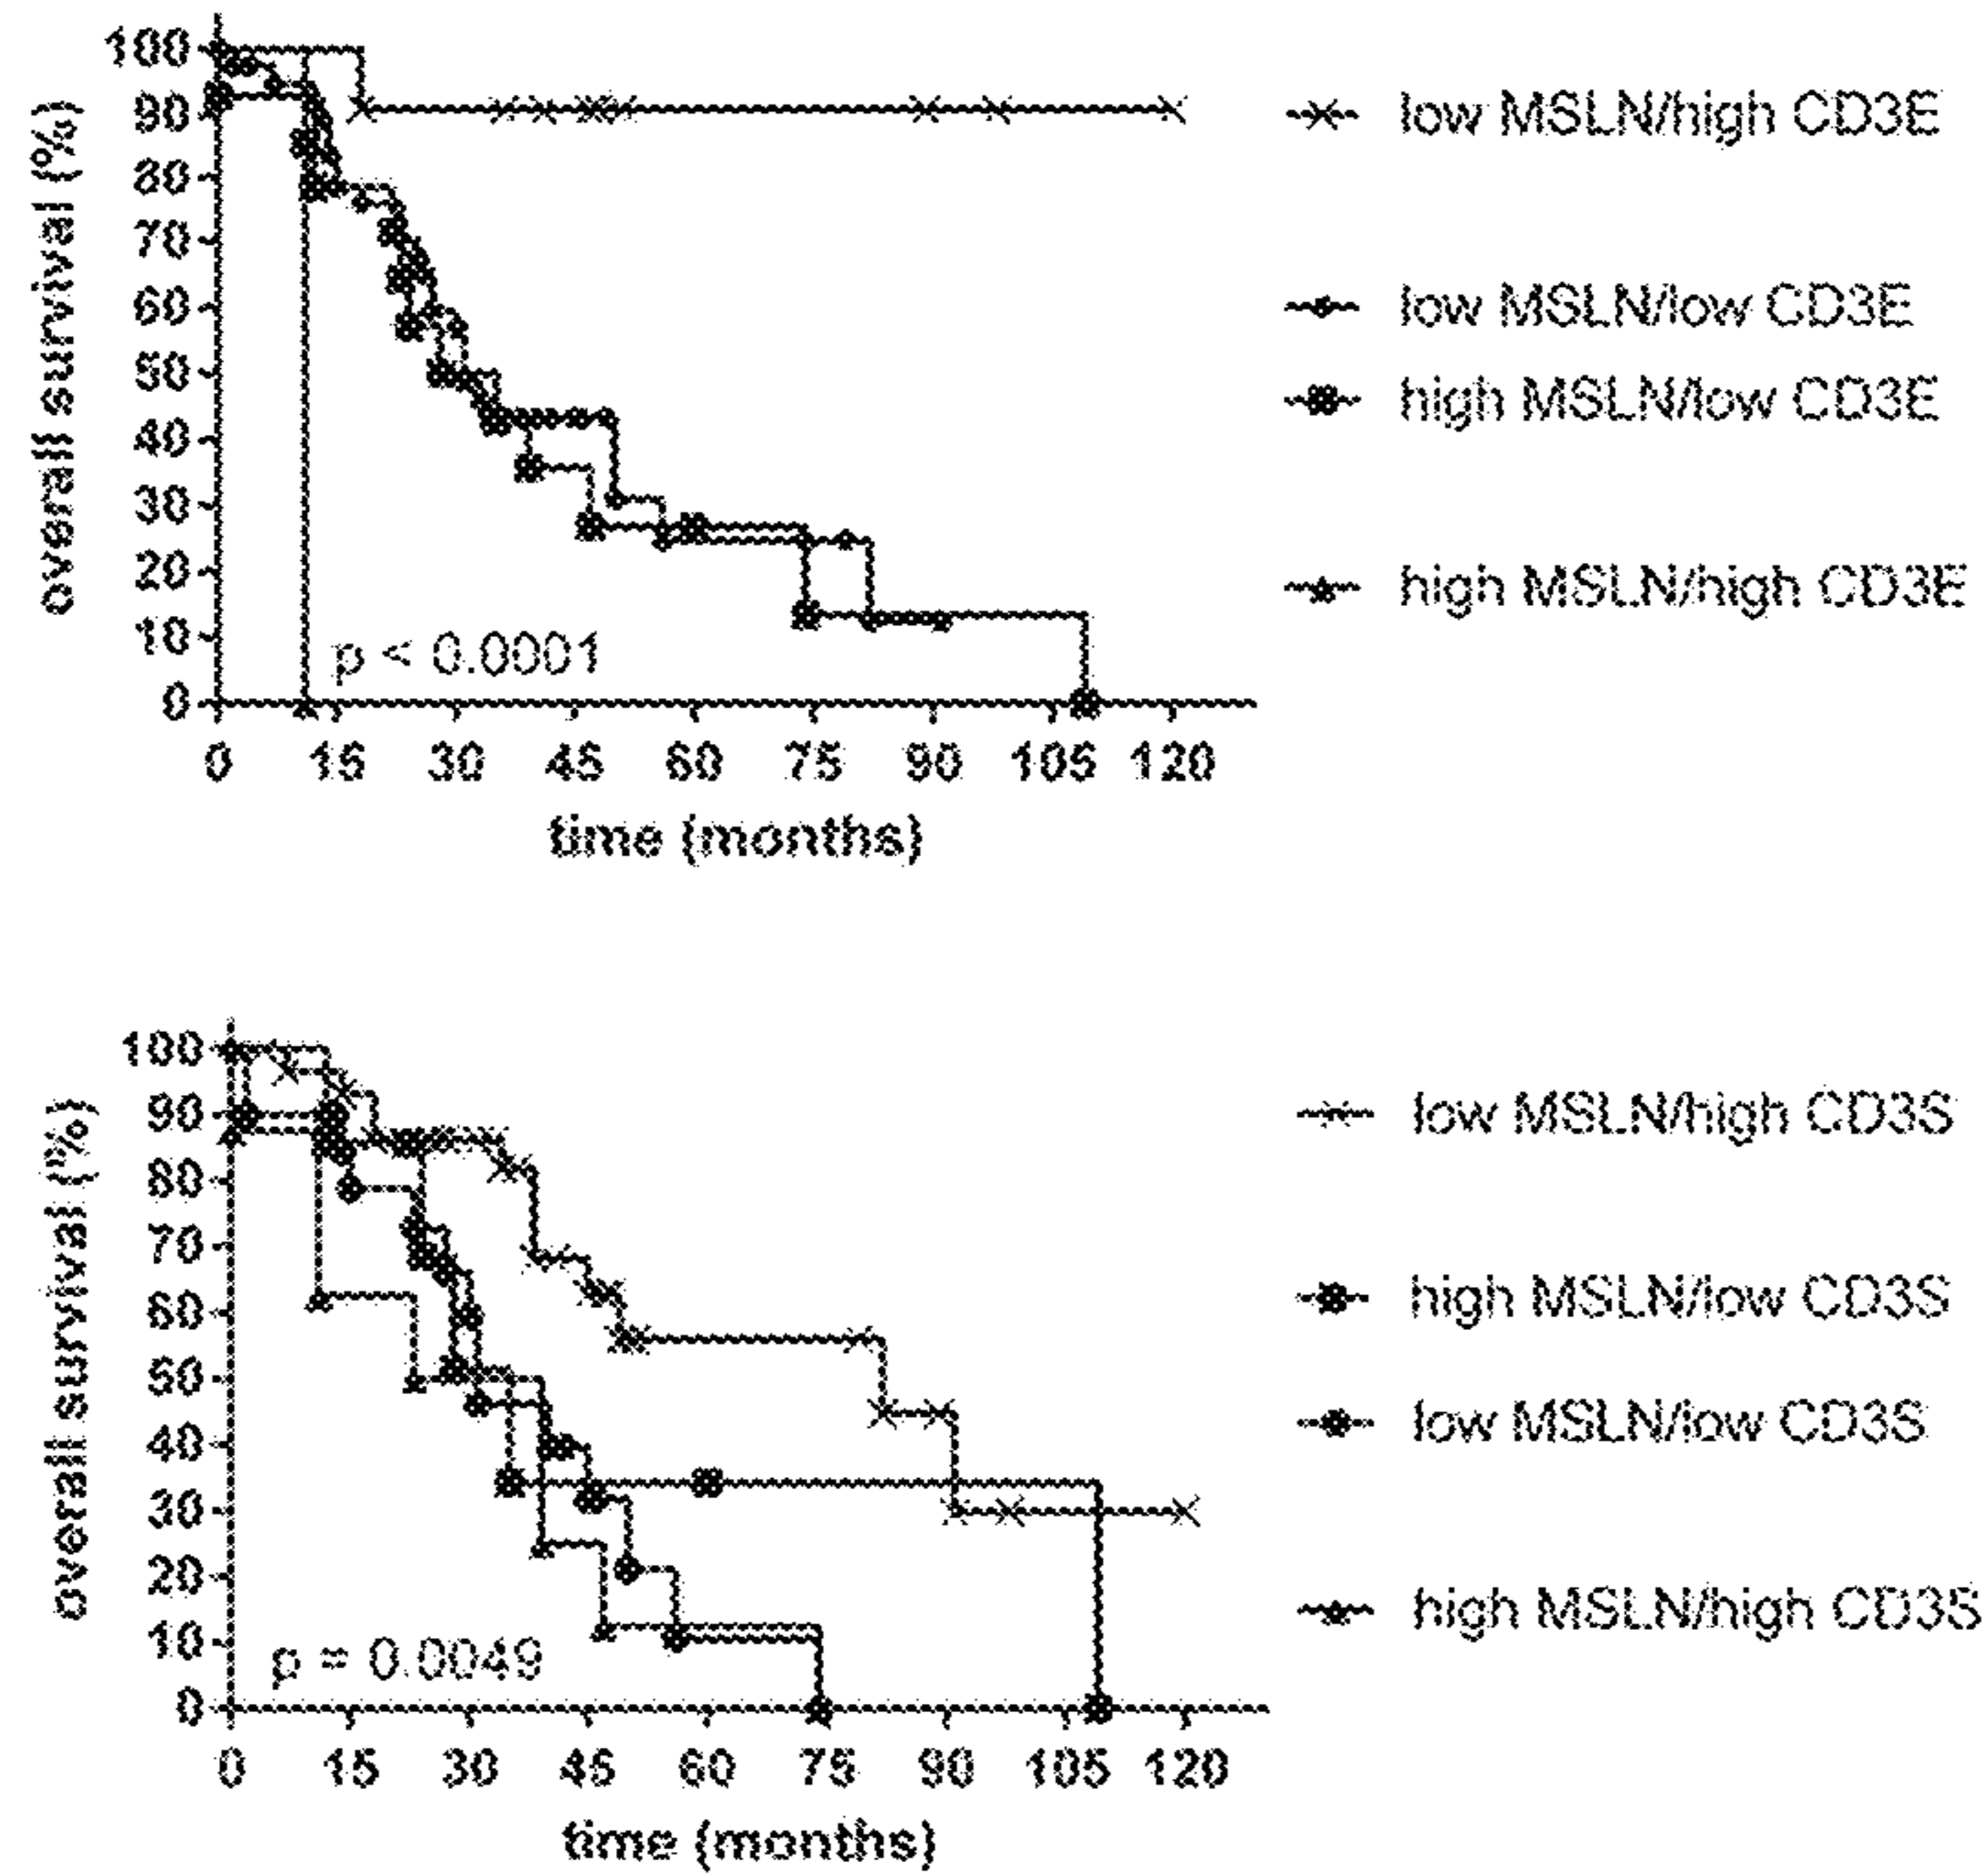 overall survival (%)
100
90
80
70
60
50
40
30
20
10
0
p < 0.0001
0 15 30 45 60 75 90 105 120
time (months)
low MSLN/high CD3E
low MSLN/low CD3E
high MSLN/low CD3E
high MSLN/high CD3E
overall survival (%)
100
90
80
70
60
50
40
30
20
10
0
p = 0.0049
0 15 30 45 60 75 90 105 120
time (months)
low MSLN/high CD3S
high MSLN/low CD3S
low MSLN/low CD3S
high MSLN/high CD3S